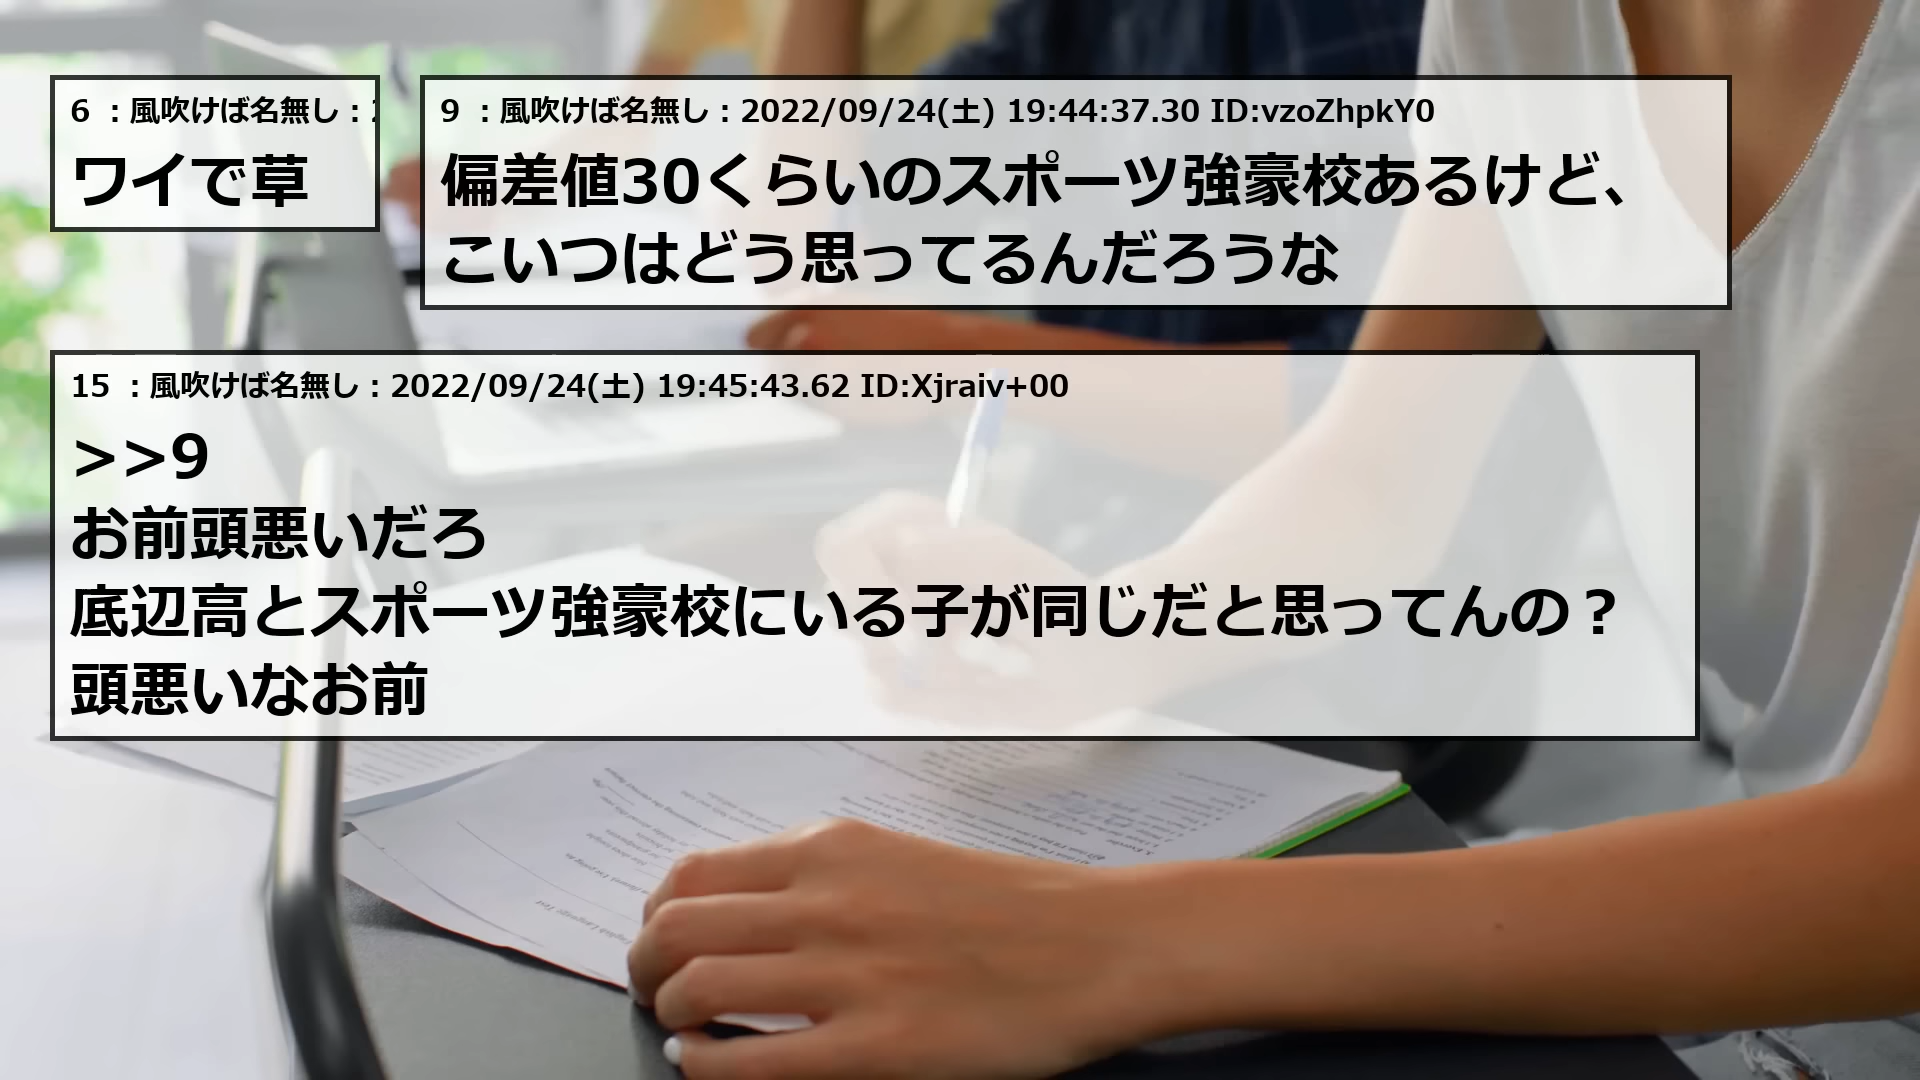 6 ：風吹けば名無し：
ワイで草
9 ：風吹けば名無し：2022/09/24(土) 19:44:37.30 ID:vzoZhpkY0
偏差値30くらいのスポーツ強豪校あるけど、
こいつはどう思ってるんだろうな
15 ：風吹けば名無し：2022/09/24(土) 19:45:43.62 ID:Xjraiv+00
>>9
お前頭悪いだろ
底辺高とスポーツ強豪校にいる子が同じだと思ってんの？
頭悪いなお前